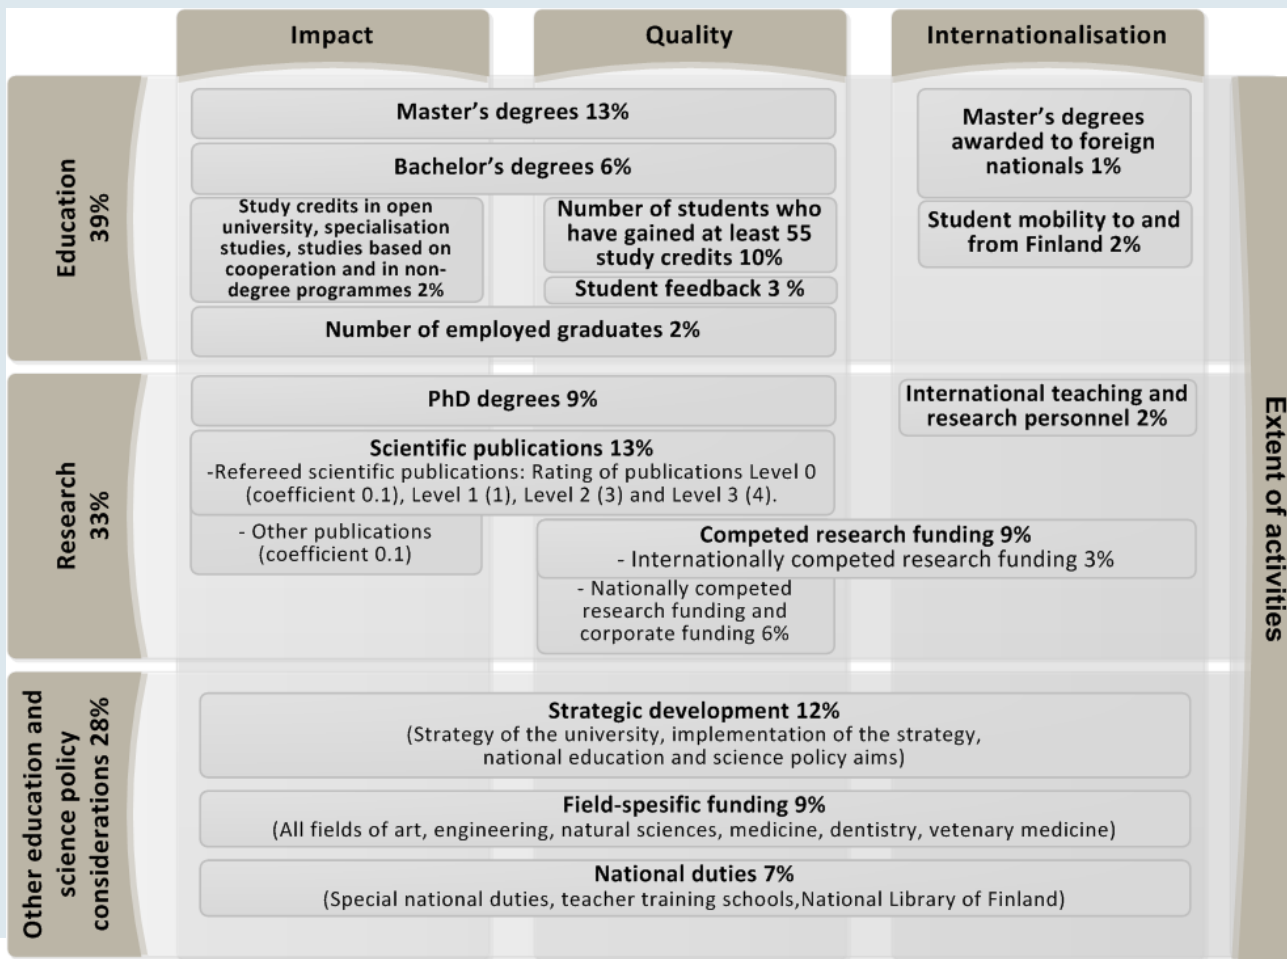 Impact
Quality
Internationalisation
Education
39%
Master's degrees 13%
Bachelor's degrees 6%
Study credits in open
university, specialisation
studies, studies based on
cooperation and in non-
degree programmes 2%
Number of students who
have gained at least 55
study credits 10%
Student feedback 3 %
Number of employed graduates 2%
Master's degrees
awarded to foreign
nationals 1%
Student mobility to and
from Finland 2%
Research
33%
PhD degrees 9%
Scientific publications 13%
-Refereed scientific publications: Rating of publications Level 0
(coefficient 0.1), Level 1 (1), Level 2 (3) and Level 3 (4).
- Other publications
(coefficient 0.1)
International teaching and
research personnel 2%
Competed research funding 9%
- Internationally competed research funding 3%
- Nationally competed
research funding and
corporate funding 6%
Other education and
science policy
considerations 28%
Strategic development 12%
(Strategy of the university, implementation of the strategy,
national education and science policy aims)
Field-spesific funding 9%
(All fields of art, engineering, natural sciences, medicine, dentistry, vetenary medicine)
National duties 7%
(Special national duties, teacher training schools,National Library of Finland)
Extent of activities